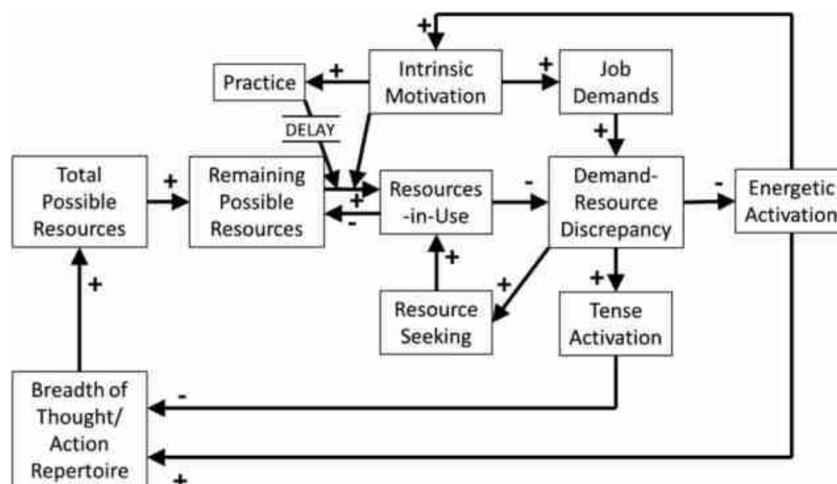 +
+ +
Practice
Intrinsic
Motivation
Job
Demands
DELAY
+
Total
Possible
Resources
+
Remaining
Possible
Resources
+
-
Resources
-in-Use
-
Demand-
Resource
Discrepancy
-
Energetic
Activation
+
+
+
+
Resource
Seeking
Tense
Activation
Breadth of
Thought/
Action
Repertoire
-
+